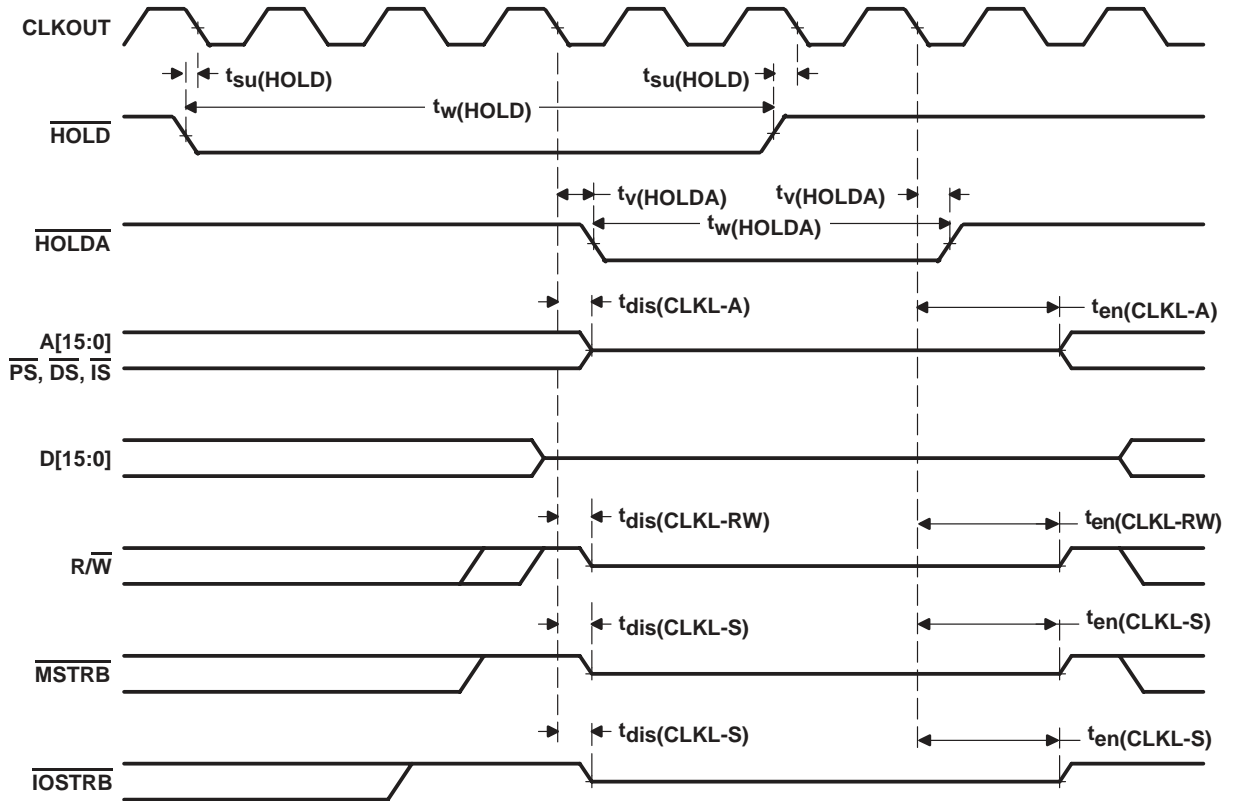 CLKOUT
tsu(HOLD) tsu(HOLD)
tw(HOLD)
HOLD
tv(HOLDA) tv(HOLDA)
tw(HOLDA)
HOLDA
tdis(CLKL-A) ten(CLKL-A)
A[15:0]
PS, DS, IS
D[15:0]
tdis(CLKL-RW) ten(CLKL-RW)
R/W
tdis(CLKL-S) ten(CLKL-S)
MSTRB
tdis(CLKL-S) ten(CLKL-S)
IOSTRB